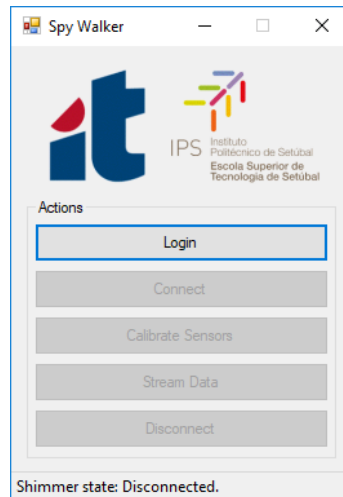 Spy Walker
it
IPS
Instituto
Politécnico de Setúbal
Escola Superior de
Tecnologia de Setúbal
Actions
Login
Connect
Calibrate Sensors
Stream Data
Disconnect
Shimmer state: Disconnected.